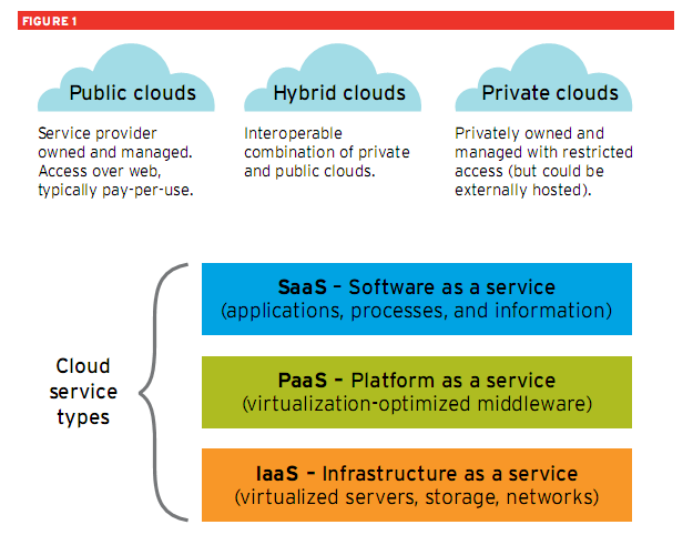 FIGURE 1
Public clouds
Service provider
owned and managed.
Access over web,
typically pay-per-use.
Hybrid clouds
Interoperable
combination of private
and public clouds.
Private clouds
Privately owned and
managed with restricted
access (but could be
externally hosted).
Cloud
service
types
SaaS – Software as a service
(applications, processes, and information)
PaaS – Platform as a service
(virtualization-optimized middleware)
IaaS – Infrastructure as a service
(virtualized servers, storage, networks)